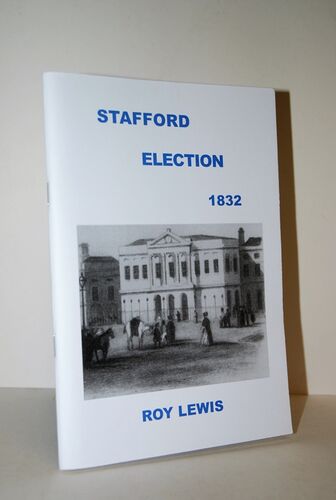 STAFFORD
ELECTION
1832
ROY LEWIS